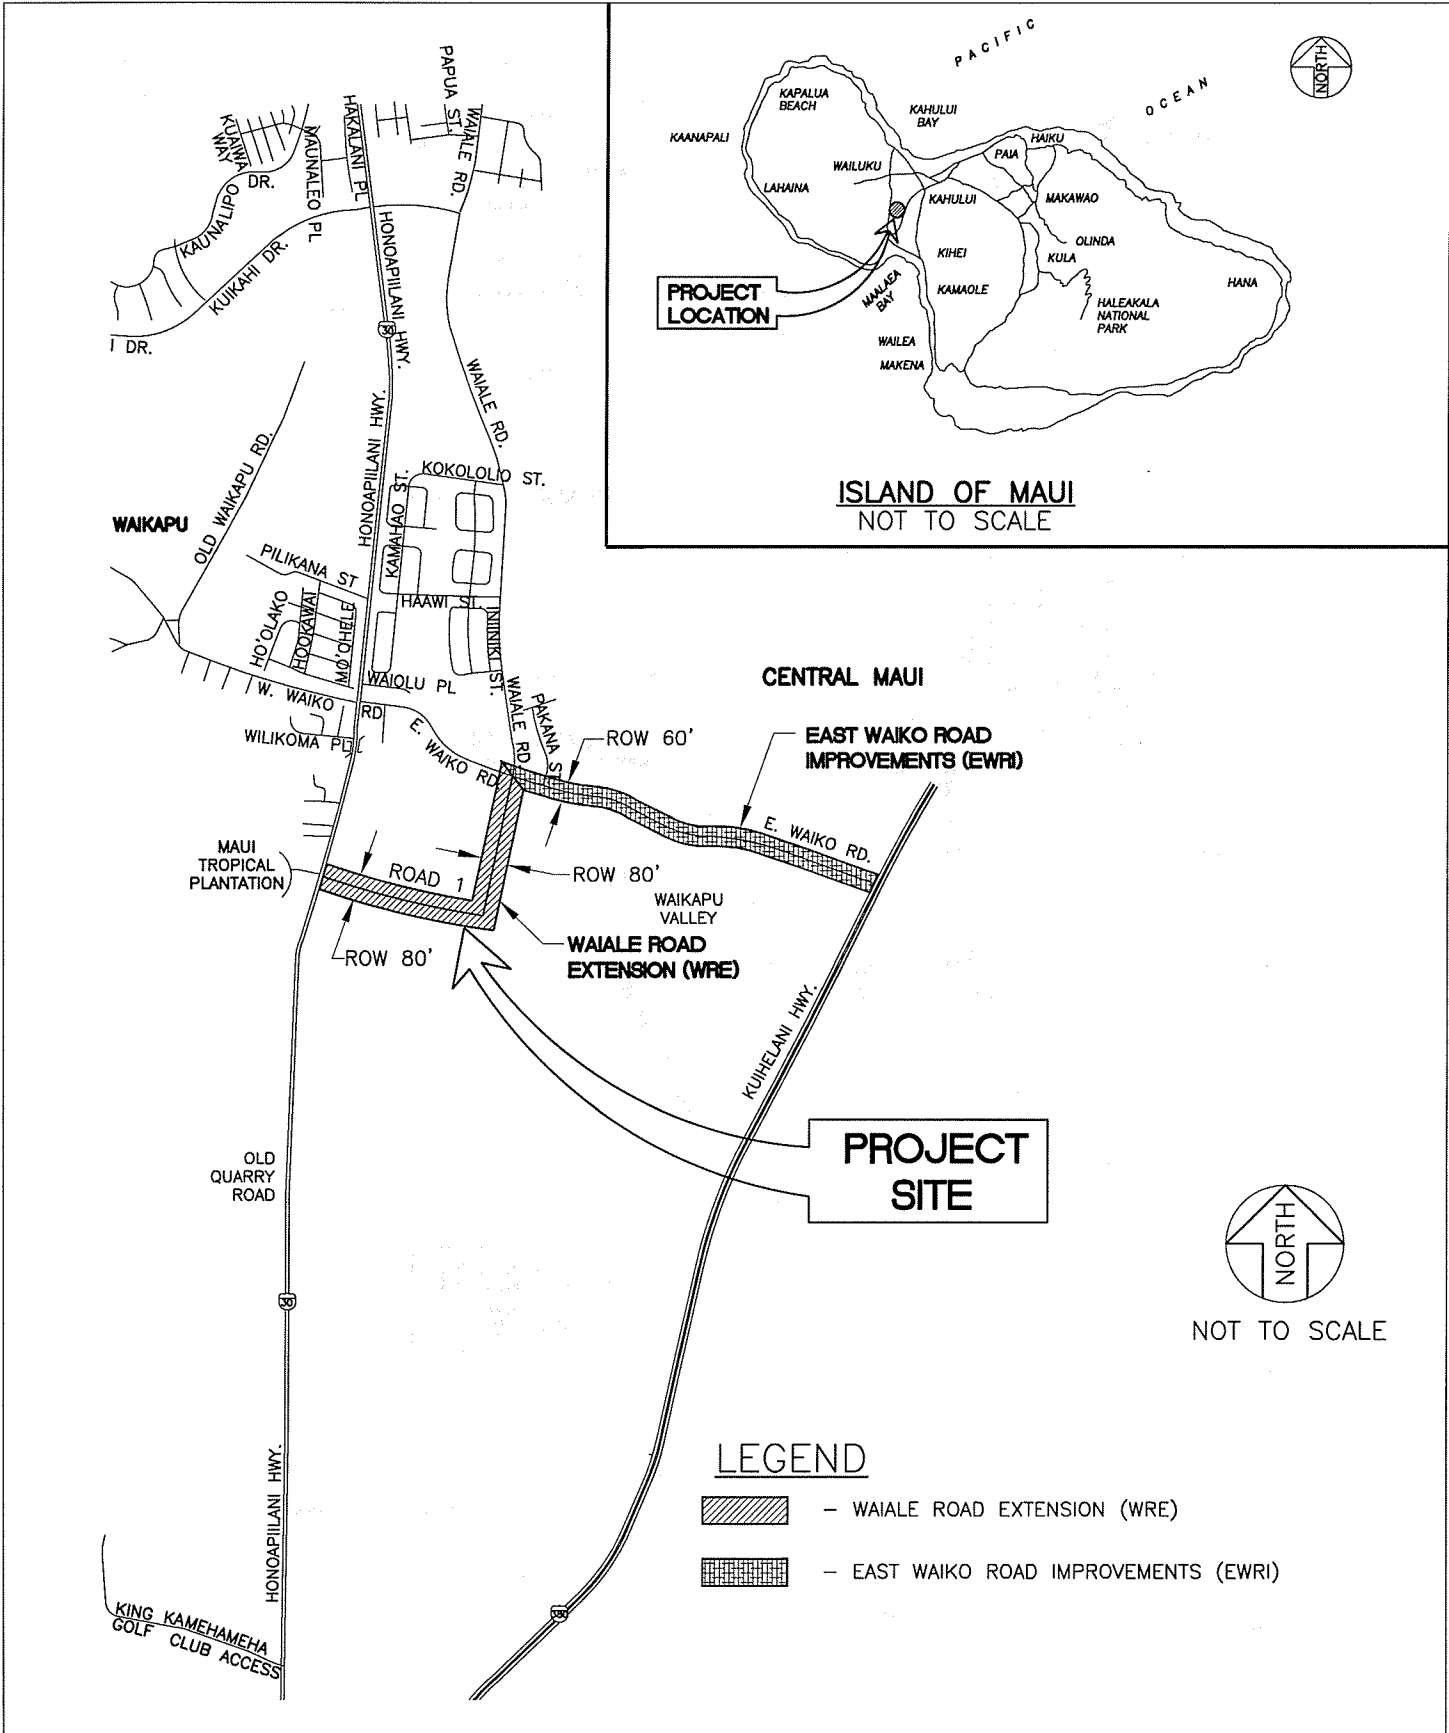 PACIFIC
OCEAN
NORTH
KAPALUA
BEACH
KAHULUI
BAY
KAANAPALI
HAIKU
PAIA
WAILUKU
LAHAINA
KAHULUI
MAKAWAO
OLINDA
KULA
KIHEI
HANA
MAALAEA
BAY
KAMAOLE
HALEAKALA
NATIONAL
PARK
PROJECT
LOCATION
WAILEA
MAKENA
ISLAND OF MAUI
NOT TO SCALE
PAPUA ST.
WAIALE RD.
HAKALANI PL
MAUNALEO PL
KUAIWA
WAY
KAUNALIPO
DR.
KUIKAHI DR.
I DR.
HONOAPIILANI HWY.
30
WAIALE RD.
OLD WAIKAPU RD.
HONOAPIILANI HWY.
KAMAHAO ST.
KOKOLOLIO ST.
WAIKAPU
PILIKANA ST
HO'OLAKO
HOOKAWAI
MO'OHELE
HAAWI ST.
INIINIKI ST.
WAIOLU PL
W. WAIKO RD
WILIKOMA PL
E. WAIKO RD
WAIALE RD.
PAKANA ST.
ROW 60'
CENTRAL MAUI
EAST WAIKO ROAD
IMPROVEMENTS (EWRI)
E. WAIKO RD.
MAUI
TROPICAL
PLANTATION
ROAD 1
ROW 80'
ROW 80'
WAIKAPU
VALLEY
WAIALE ROAD
EXTENSION (WRE)
KUIHELANI HWY.
PROJECT
SITE
OLD
QUARRY
ROAD
30
NORTH
NOT TO SCALE
HONOAPIILANI HWY.
KING KAMEHAMEHA
GOLF CLUB ACCESS
380
LEGEND
- WAIALE ROAD EXTENSION (WRE)
- EAST WAIKO ROAD IMPROVEMENTS (EWRI)